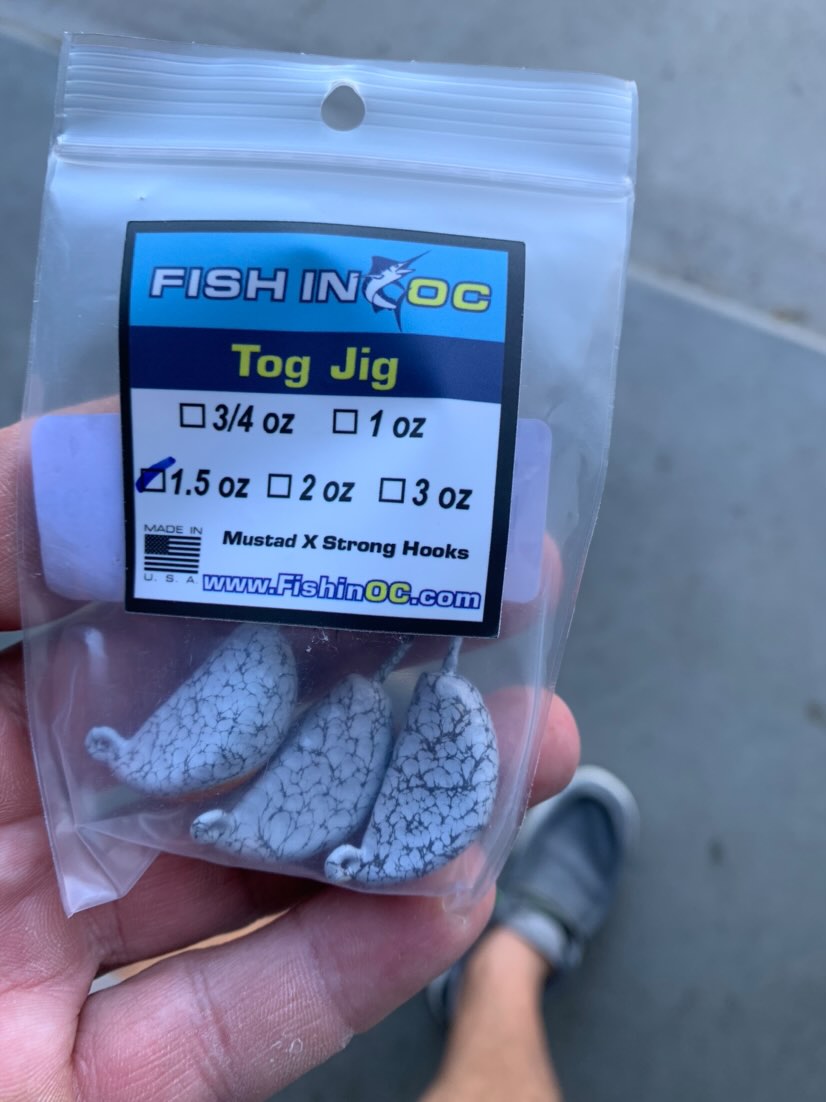 FISH IN OC
Tog Jig
3/4 oz 1 oz
1.5 oz 2 oz 3 oz
MADE IN
U. S. A
Mustad X Strong Hooks
www.FishinOC.com